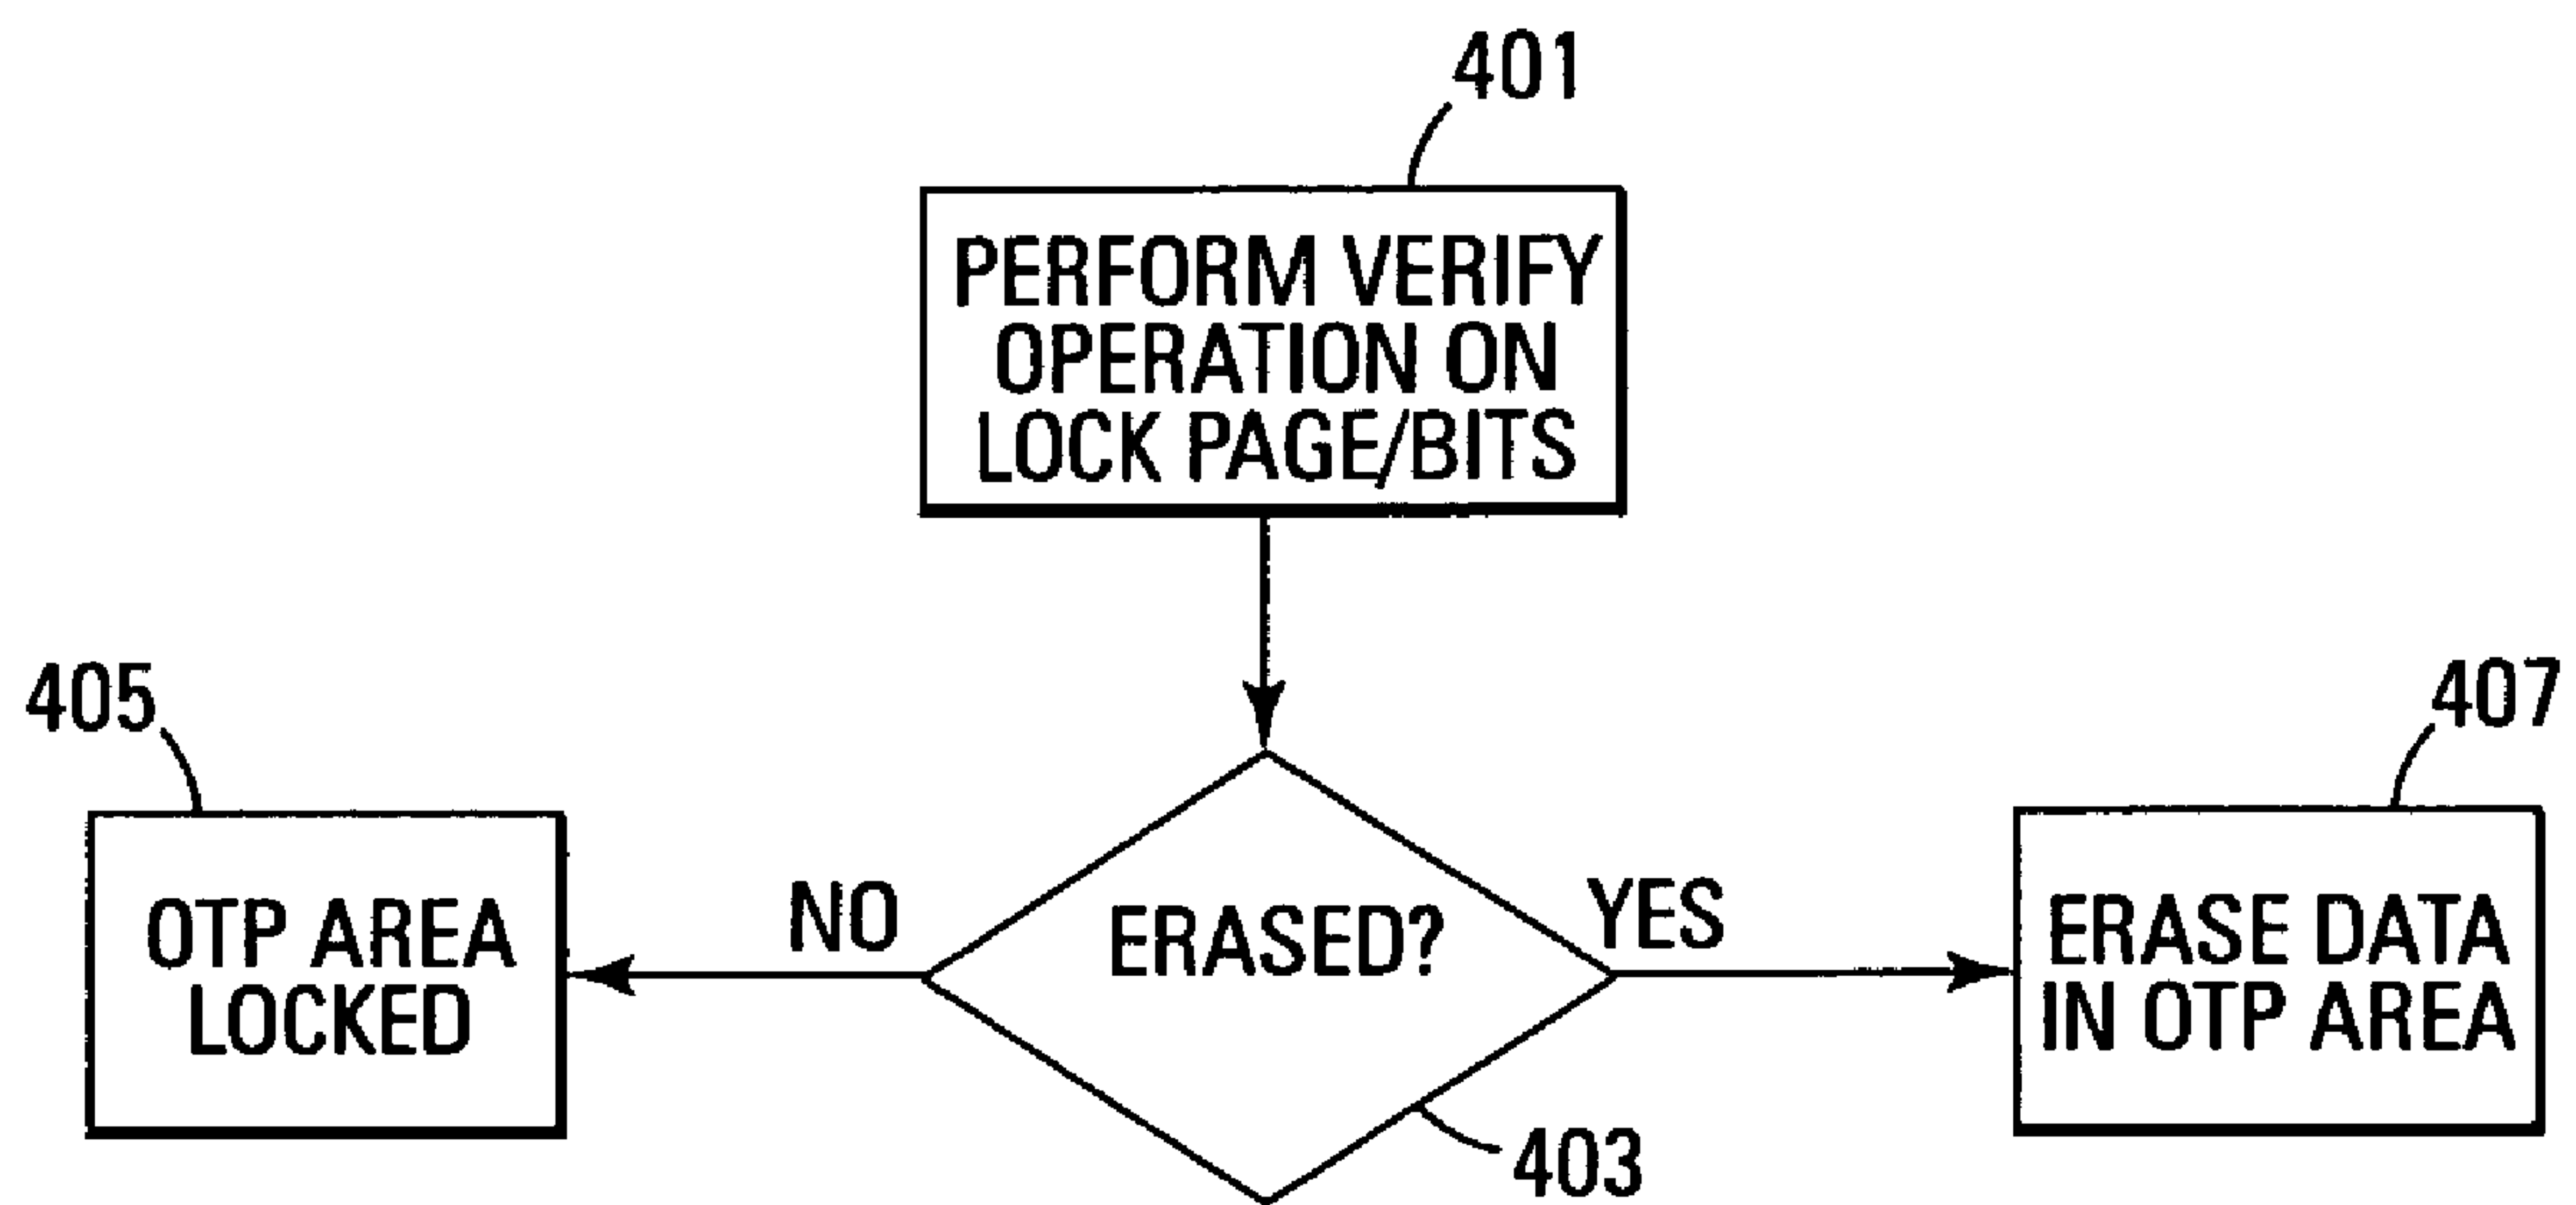 401
PERFORM VERIFY
OPERATION ON
LOCK PAGE/BITS
405
407
OTP AREA
LOCKED
NO
ERASED?
YES
ERASE DATA
IN OTP AREA
403